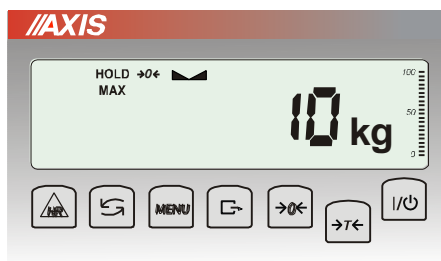 //AXIS
HOLD →0←
MAX
100
50
0
10 kg
HR
MENU
→0←
→T←
I/⏻